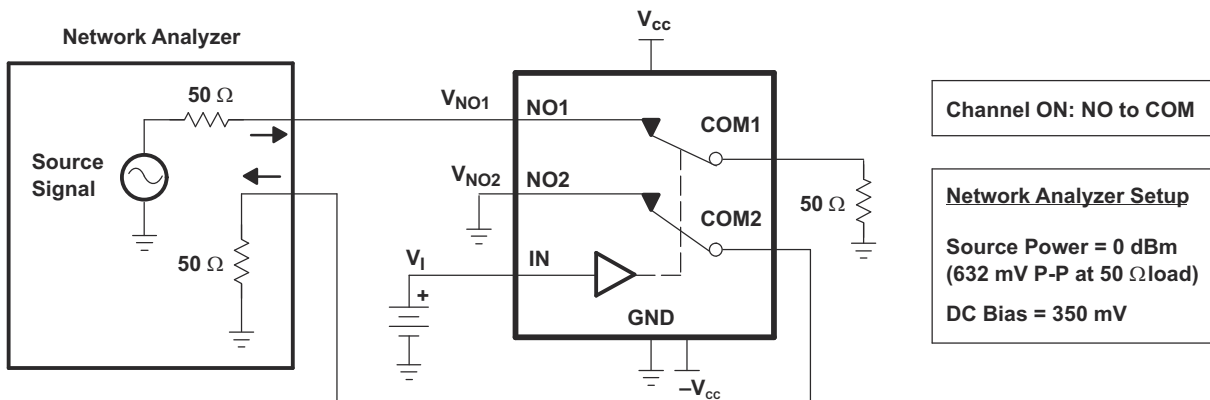 Network Analyzer
50 Ω
Source
Signal
50 Ω
V_NO1
V_NO2
V_I
+
V_cc
NO1
COM1
NO2
COM2
IN
GND
–V_cc
50 Ω
Channel ON: NO to COM
Network Analyzer Setup
Source Power = 0 dBm
(632 mV P-P at 50 Ω load)
DC Bias = 350 mV